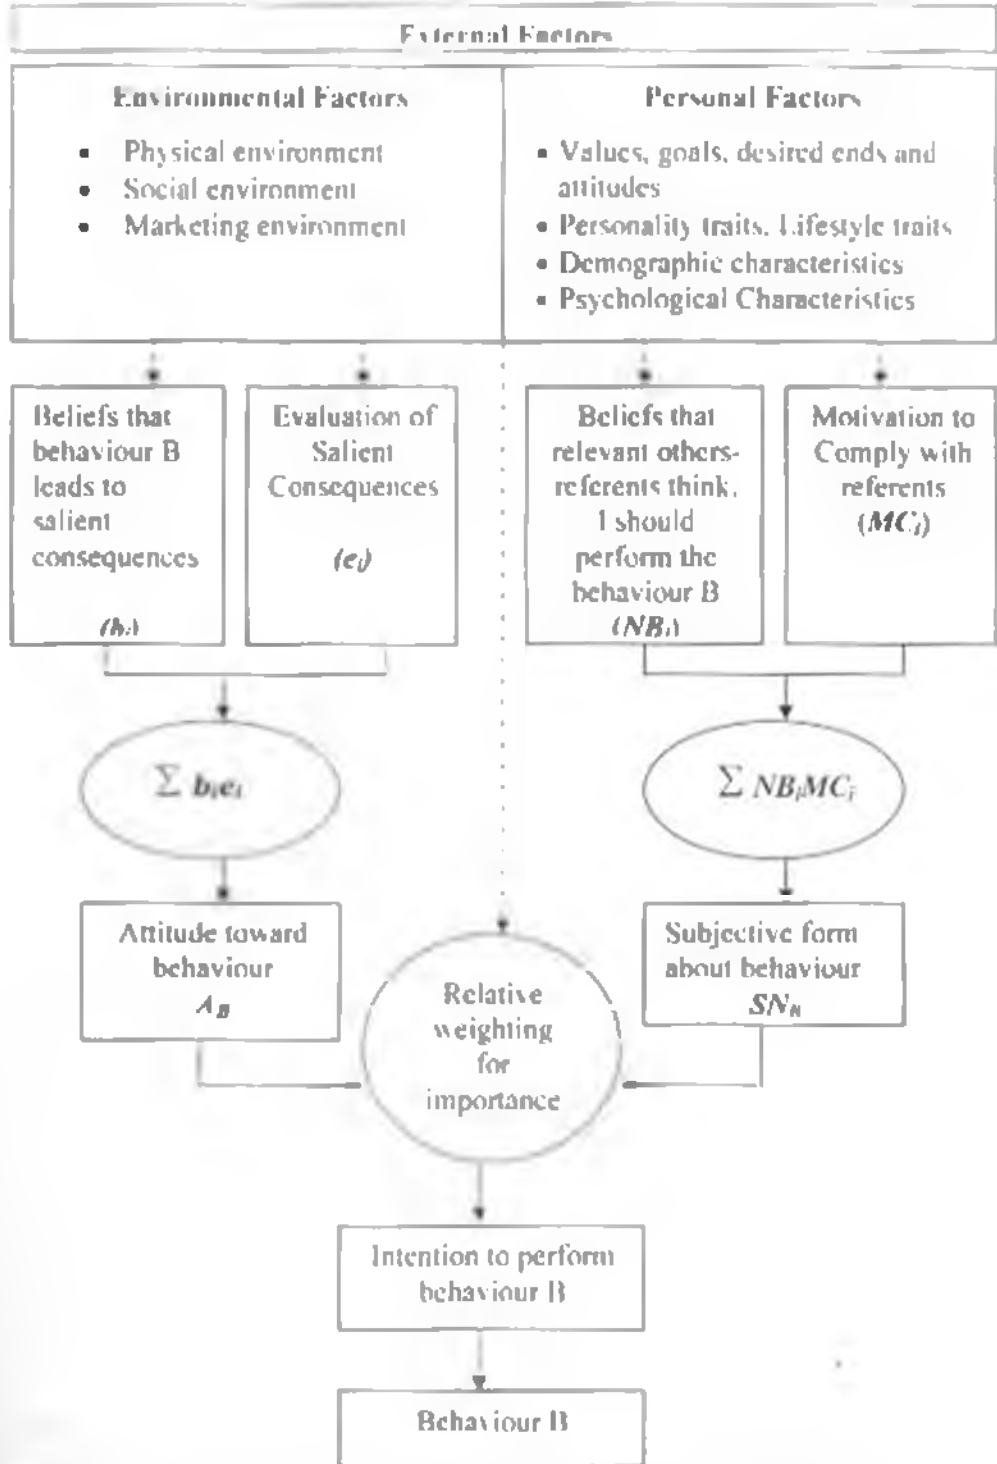 External Factors
Environmental Factors
• Physical environment
• Social environment
• Marketing environment
Personal Factors
• Values, goals, desired ends and
attitudes
• Personality traits, Lifestyle traits
• Demographic characteristics
• Psychological Characteristics
Beliefs that
behaviour B
leads to
salient
consequences
(bᵢ)
Evaluation of
Salient
Consequences
(eᵢ)
Beliefs that
relevant others-
referents think,
I should
perform the
behaviour B
(NBᵢ)
Motivation to
Comply with
referents
(MCᵢ)
∑ bᵢeᵢ
∑ NBᵢMCᵢ
Attitude toward
behaviour
A_B
Subjective form
about behaviour
SN_B
Relative
weighting
for
importance
Intention to perform
behaviour B
Behaviour B